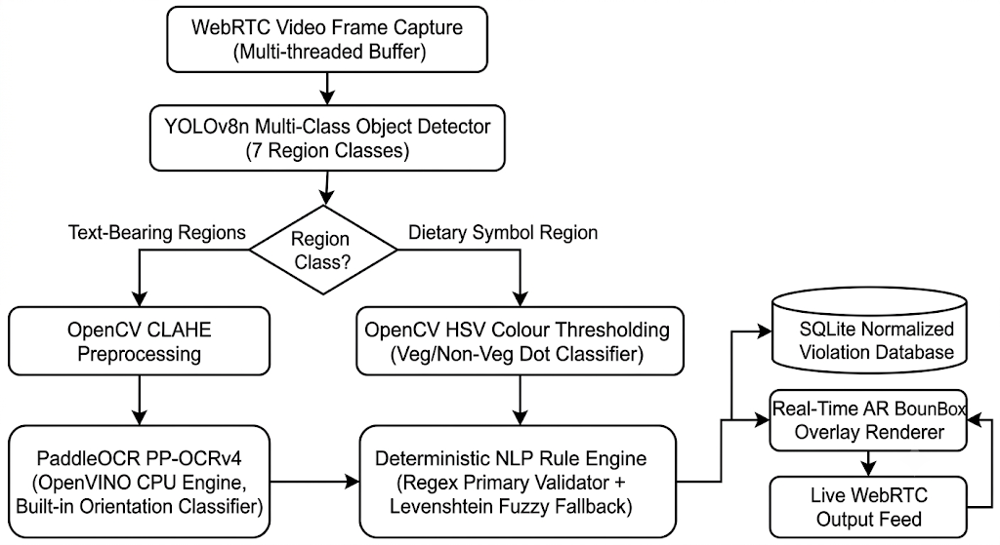 WebRTC Video Frame Capture
(Multi-threaded Buffer)
YOLOv8n Multi-Class Object Detector
(7 Region Classes)
Text-Bearing Regions
Region
Class?
Dietary Symbol Region
OpenCV CLAHE
Preprocessing
OpenCV HSV Colour Thresholding
(Veg/Non-Veg Dot Classifier)
SQLite Normalized
Violation Database
Real-Time AR BounBox
Overlay Renderer
PaddleOCR PP-OCRv4
(OpenVINO CPU Engine,
Built-in Orientation Classifier)
Deterministic NLP Rule Engine
(Regex Primary Validator +
Levenshtein Fuzzy Fallback)
Live WebRTC
Output Feed